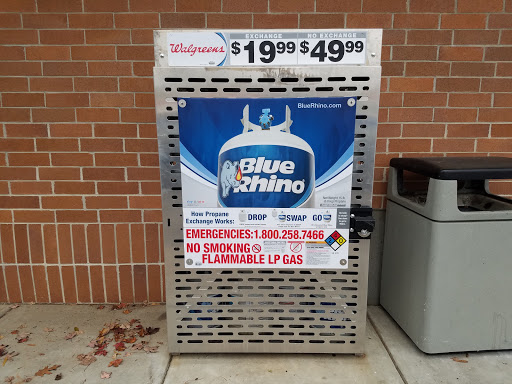 EXCHANGE NO EXCHANGE
Walgreens $19.99 $49.99
BlueRhino.com
Blue
Rhino
How Propane
Exchange Works: DROP SWAP GO
EMERGENCIES:1.800.258.7466
NO SMOKING
FLAMMABLE LP GAS